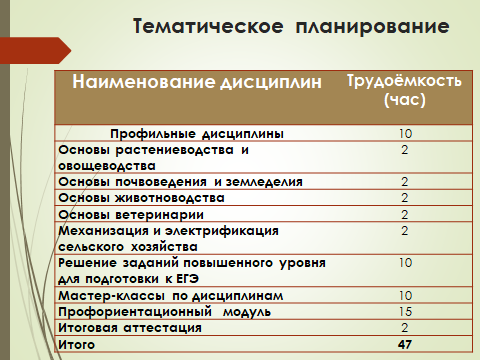 Тематическое планирование
Наименование дисциплин Трудоёмкость
(час)
Профильные дисциплины 10
Основы растениеводства и 2
овощеводства
Основы почвоведения и земледелия 2
Основы животноводства 2
Основы ветеринарии 2
Механизация и электрификация 2
сельского хозяйства
Решение заданий повышенного уровня 10
для подготовки к ЕГЭ
Мастер-классы по дисциплинам 10
Профориентационный модуль 15
Итоговая аттестация 2
Итого 47